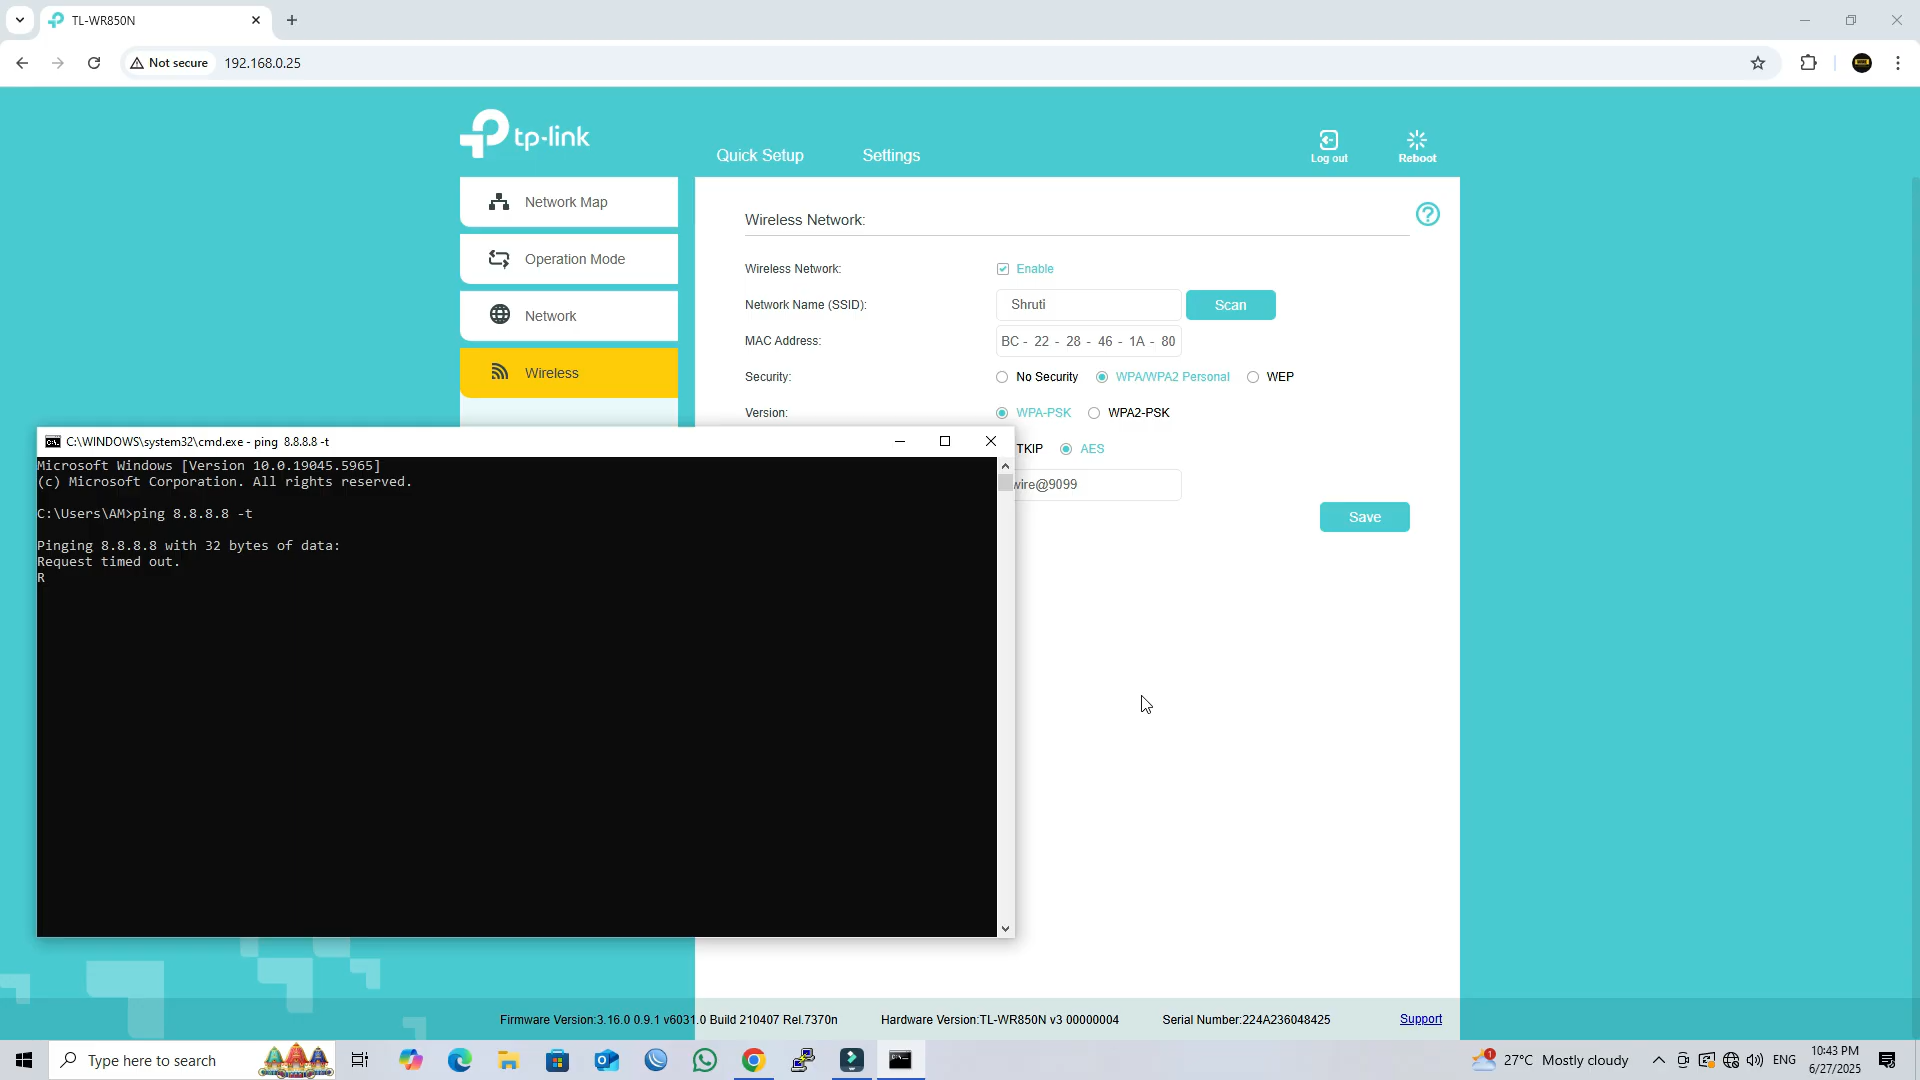 TL-WR850N
Not secure
192.168.0.25
tp-link
Quick Setup
Settings
Log out
Reboot
Network Map
Operation Mode
Network
Wireless
Wireless Network:
Wireless Network:
Enable
Network Name (SSID):
Shruti
Scan
MAC Address:
BC - 22 - 28 - 46 - 1A - 80
Security:
No Security
WPA/WPA2 Personal
WEP
Version:
WPA-PSK
WPA2-PSK
TKIP
AES
wire@9099
Save
C:\WINDOWS\system32\cmd.exe - ping 8.8.8.8 -t
Microsoft Windows [Version 10.0.19045.5965]
(c) Microsoft Corporation. All rights reserved.
C:\Users\AM>ping 8.8.8.8 -t
Pinging 8.8.8.8 with 32 bytes of data:
Request timed out.
R
Firmware Version:3.16.0 0.9.1 v6031.0 Build 210407 Rel.7370n
Hardware Version:TL-WR850N v3 00000004
Serial Number:224A236048425
Support
Type here to search
1
27°C Mostly cloudy
ENG
10:43 PM
6/27/2025